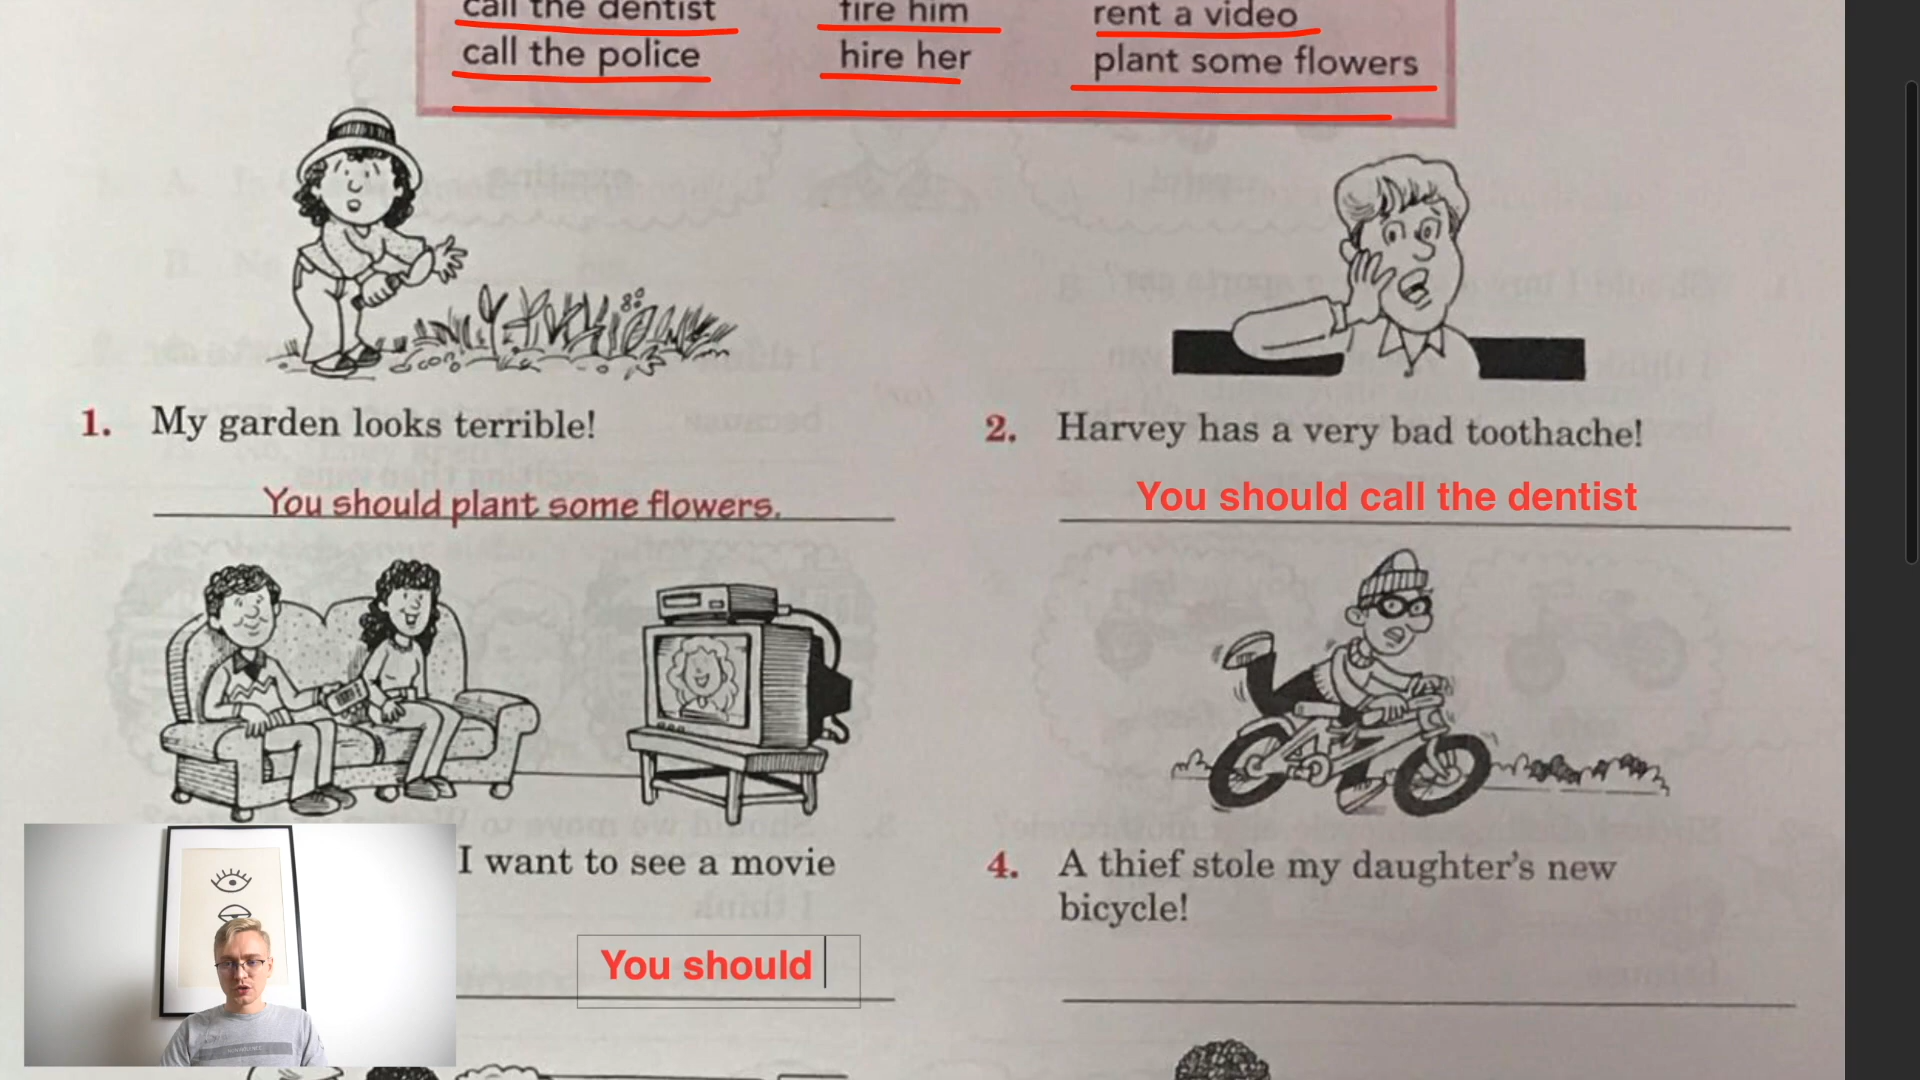 call the dentist fire him rent a video
call the police hire her plant some flowers
1. My garden looks terrible!
You should plant some flowers.
2. Harvey has a very bad toothache!
You should call the dentist
I want to see a movie
You should
4. A thief stole my daughter's new
bicycle!